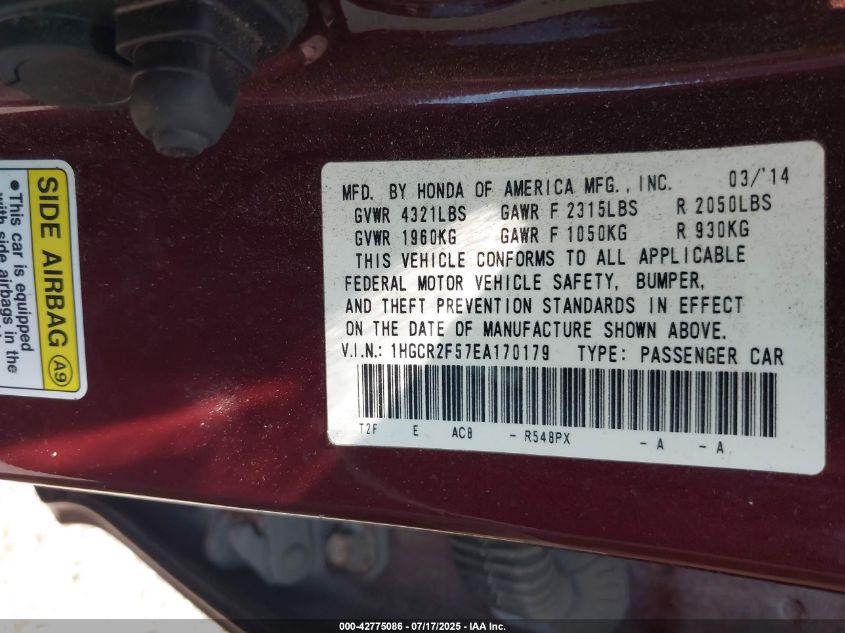 SIDE AIRBAG A9
• This car is equipped
with side airbags in the
MFD. BY HONDA OF AMERICA MFG., INC. 03/'14
GVWR 4321LBS GAWR F 2315LBS R 2050LBS
GVWR 1960KG GAWR F 1050KG R 930KG
THIS VEHICLE CONFORMS TO ALL APPLICABLE
FEDERAL MOTOR VEHICLE SAFETY, BUMPER,
AND THEFT PREVENTION STANDARDS IN EFFECT
ON THE DATE OF MANUFACTURE SHOWN ABOVE.
V.I.N.: 1HGCR2F57EA170179 TYPE: PASSENGER CAR
T2F E AC8 - R548PX - A - A
000-42775086 - 07/17/2025 - IAA Inc.